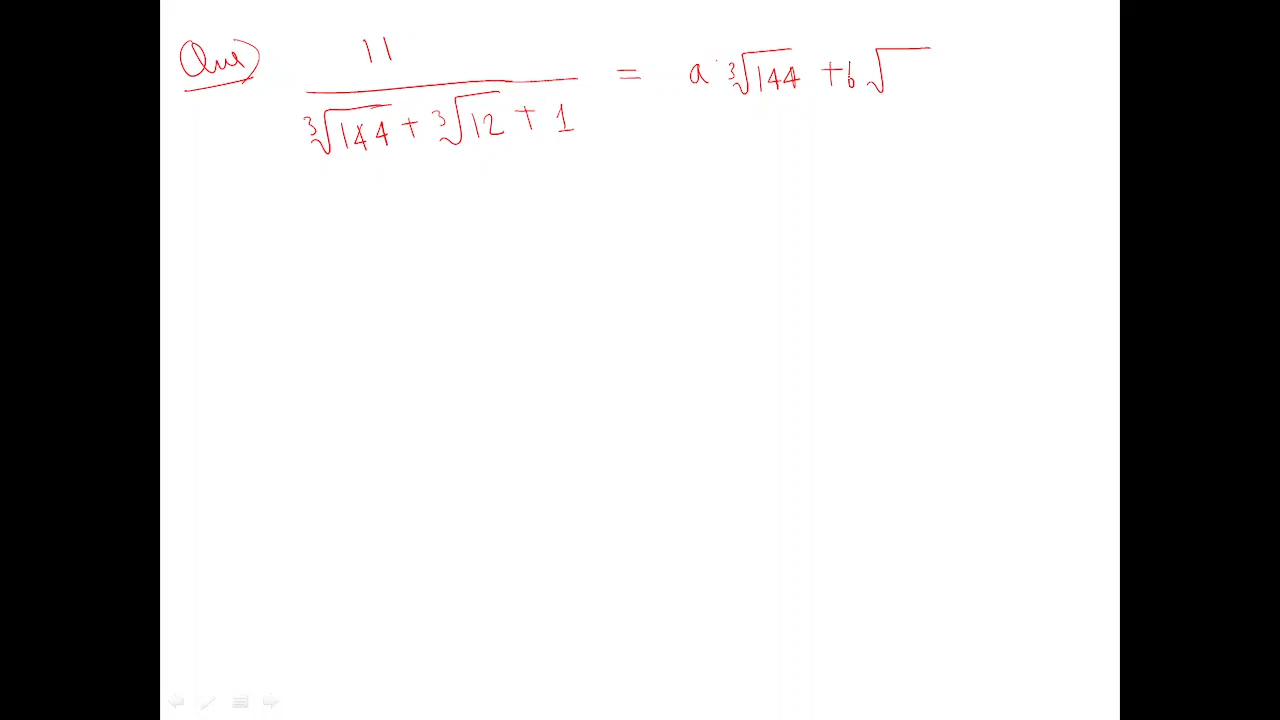 Que) 11 / (∛144 + ∛12 + 1) = a ∛144 + b √